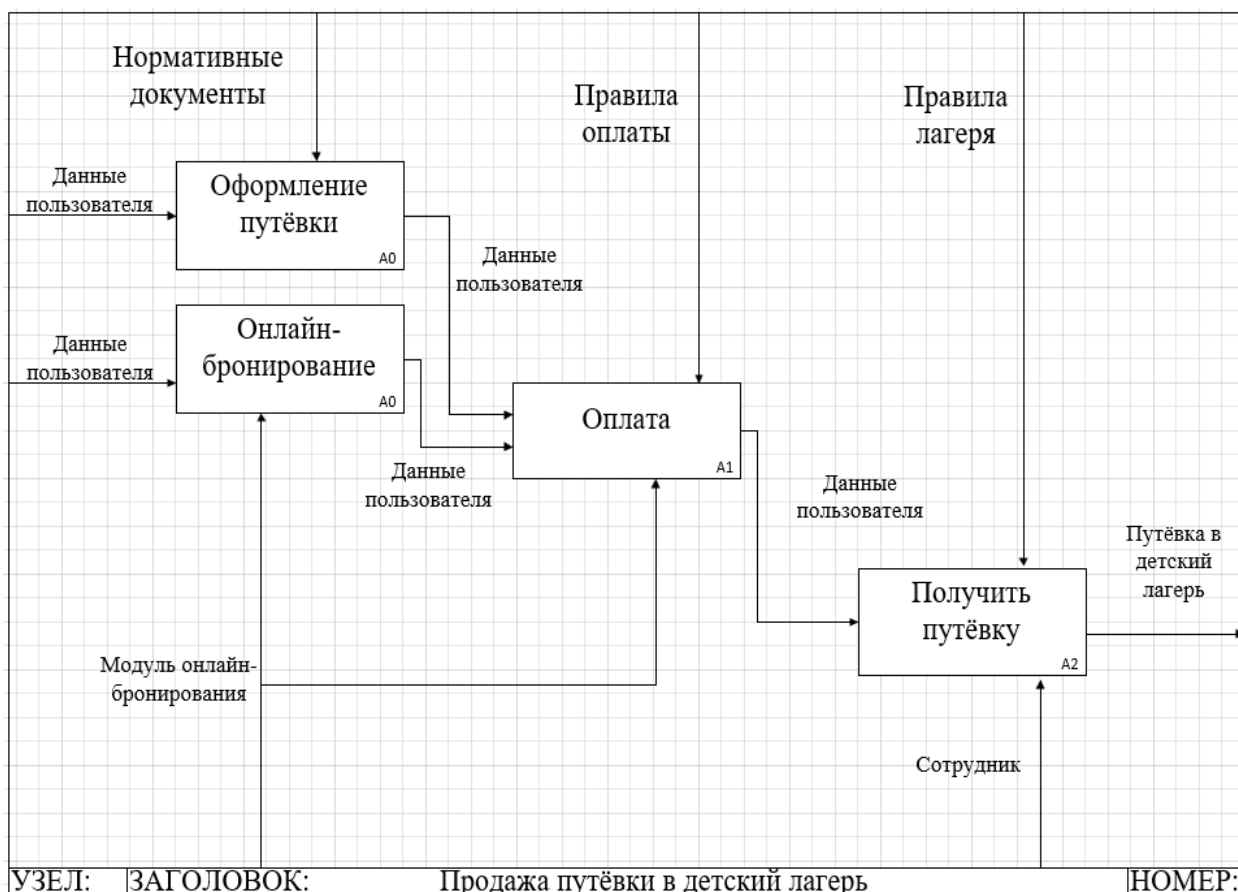 Нормативные
документы
Правила
оплаты
Правила
лагеря
Данные
пользователя
Оформление
путёвки
A0
Данные
пользователя
Данные
пользователя
Онлайн-
бронирование
A0
Оплата
A1
Данные
пользователя
Данные
пользователя
Путёвка в
детский
лагерь
Получить
путёвку
A2
Модуль онлайн-
бронирования
Сотрудник
УЗЕЛ: ЗАГОЛОВОК: Продажа путёвки в детский лагерь НОМЕР: